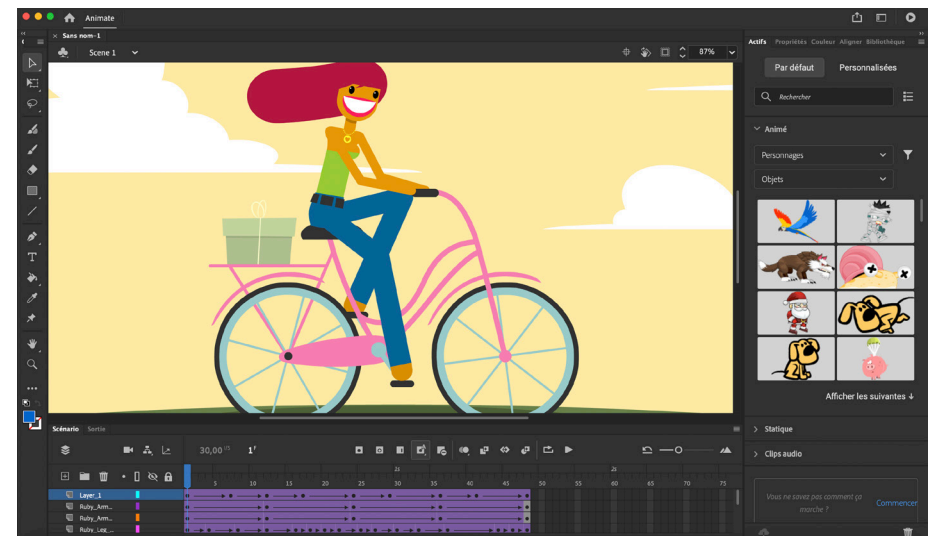 Animate
× Sans nom-1
Scene 1
87%
Actifs Propriétés Couleur Aligner Bibliothèque
Par défaut Personnalisées
Rechercher
Animé
Personnages
Objets
Afficher les suivantes ↓
Statique
Clips audio
Vous ne savez pas comment ça marche ?
Commencer
Scénario Sortie
30,00 1
1s 2s
5 10 15 20 25 30 35 40 45 50 55 60 65 70 75
Layer_1
Ruby_Arm...
Ruby_Arm...
Ruby_Leg_...